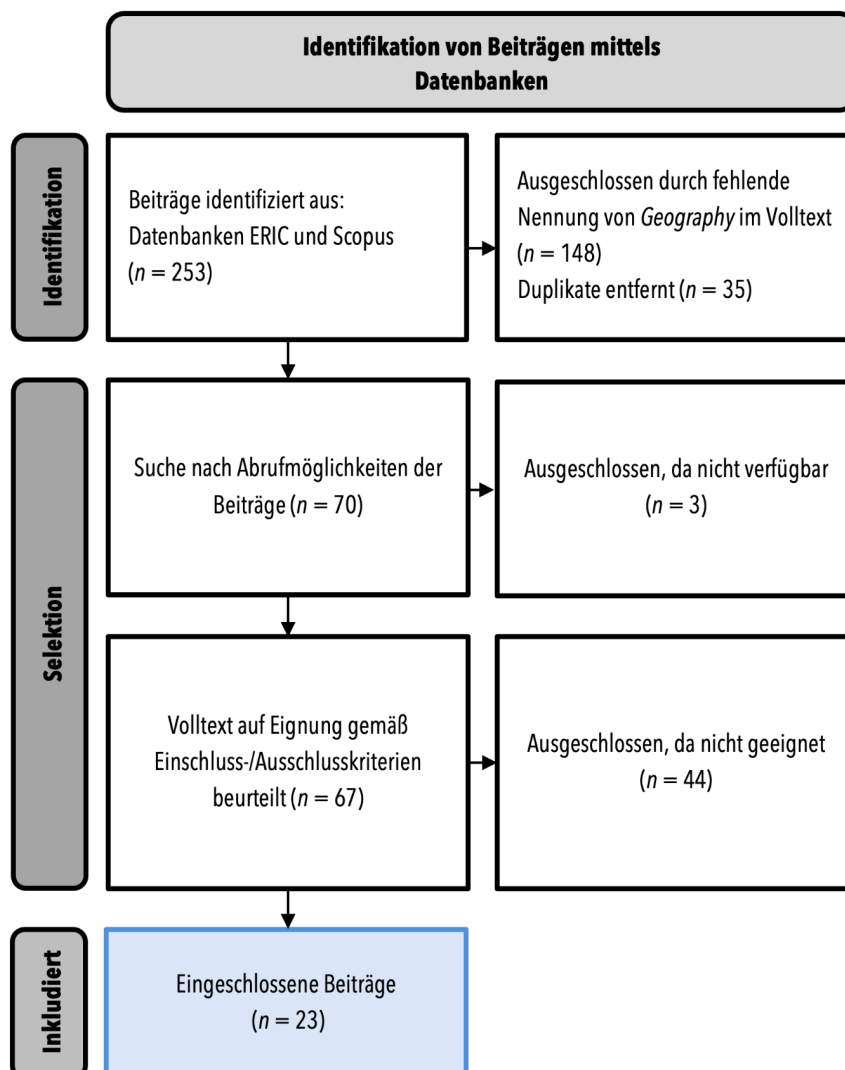 Identifikation von Beiträgen mittels
Datenbanken
Identifikation
Beiträge identifiziert aus:
Datenbanken ERIC und Scopus
(n = 253)
Ausgeschlossen durch fehlende
Nennung von Geography im Volltext
(n = 148)
Duplikate entfernt (n = 35)
Selektion
Suche nach Abrufmöglichkeiten der
Beiträge (n = 70)
Ausgeschlossen, da nicht verfügbar
(n = 3)
Volltext auf Eignung gemäß
Einschluss-/Ausschlusskriterien
beurteilt (n = 67)
Ausgeschlossen, da nicht geeignet
(n = 44)
Inkludiert
Eingeschlossene Beiträge
(n = 23)